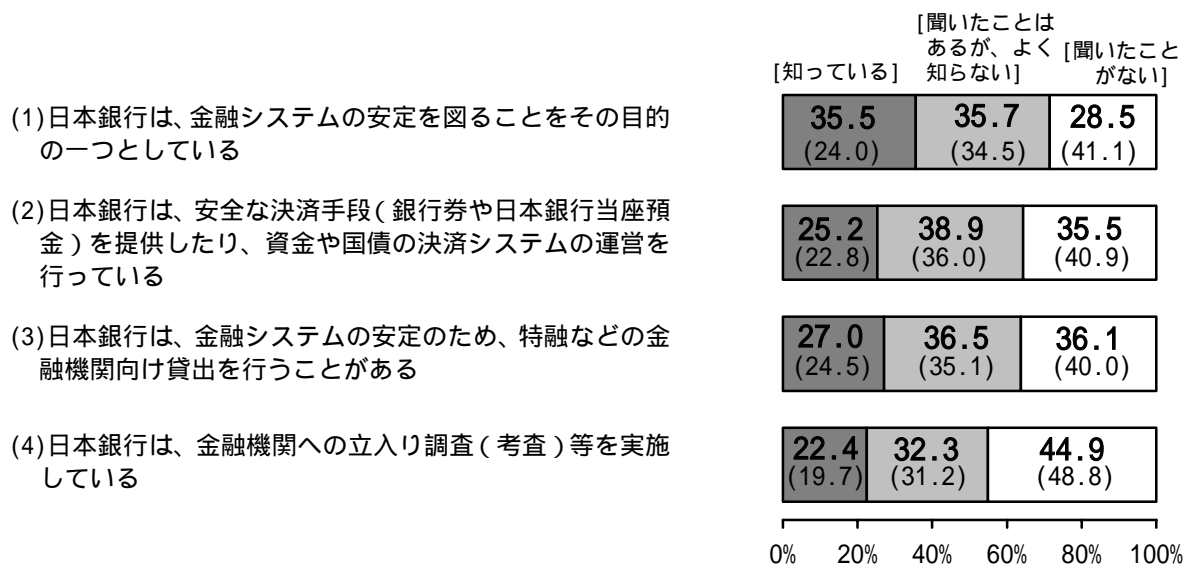 [聞いたことは
あるが、よく
知らない]
[聞いたこと
がない]
[知っている]
(1)日本銀行は、金融システムの安定を図ることをその目的
の一つとしている
35.5 35.7 28.5
(24.0) (34.5) (41.1)
(2)日本銀行は、安全な決済手段(銀行券や日本銀行当座預
金)を提供したり、資金や国債の決済システムの運営を
行っている
25.2 38.9 35.5
(22.8) (36.0) (40.9)
(3)日本銀行は、金融システムの安定のため、特融などの金
融機関向け貸出を行うことがある
27.0 36.5 36.1
(24.5) (35.1) (40.0)
(4)日本銀行は、金融機関への立入り調査(考査)等を実施
している
22.4 32.3 44.9
(19.7) (31.2) (48.8)
0% 20% 40% 60% 80% 100%